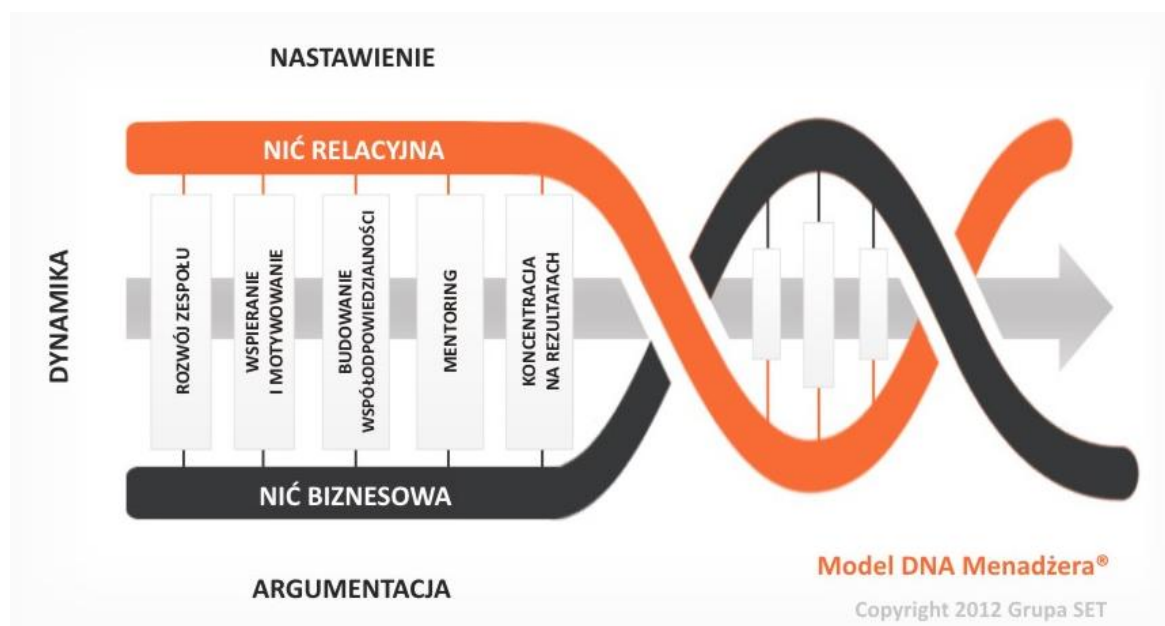 NASTAWIENIE
NIĆ RELACYJNA
DYNAMIKA
ROZWÓJ ZESPOŁU
WSPIERANIE
I MOTYWOWANIE
BUDOWANIE
WSPÓŁODPOWIEDZIALNOŚCI
MENTORING
KONCENTRACJA
NA REZULTATACH
NIĆ BIZNESOWA
ARGUMENTACJA
Model DNA Menadżera®
Copyright 2012 Grupa SET